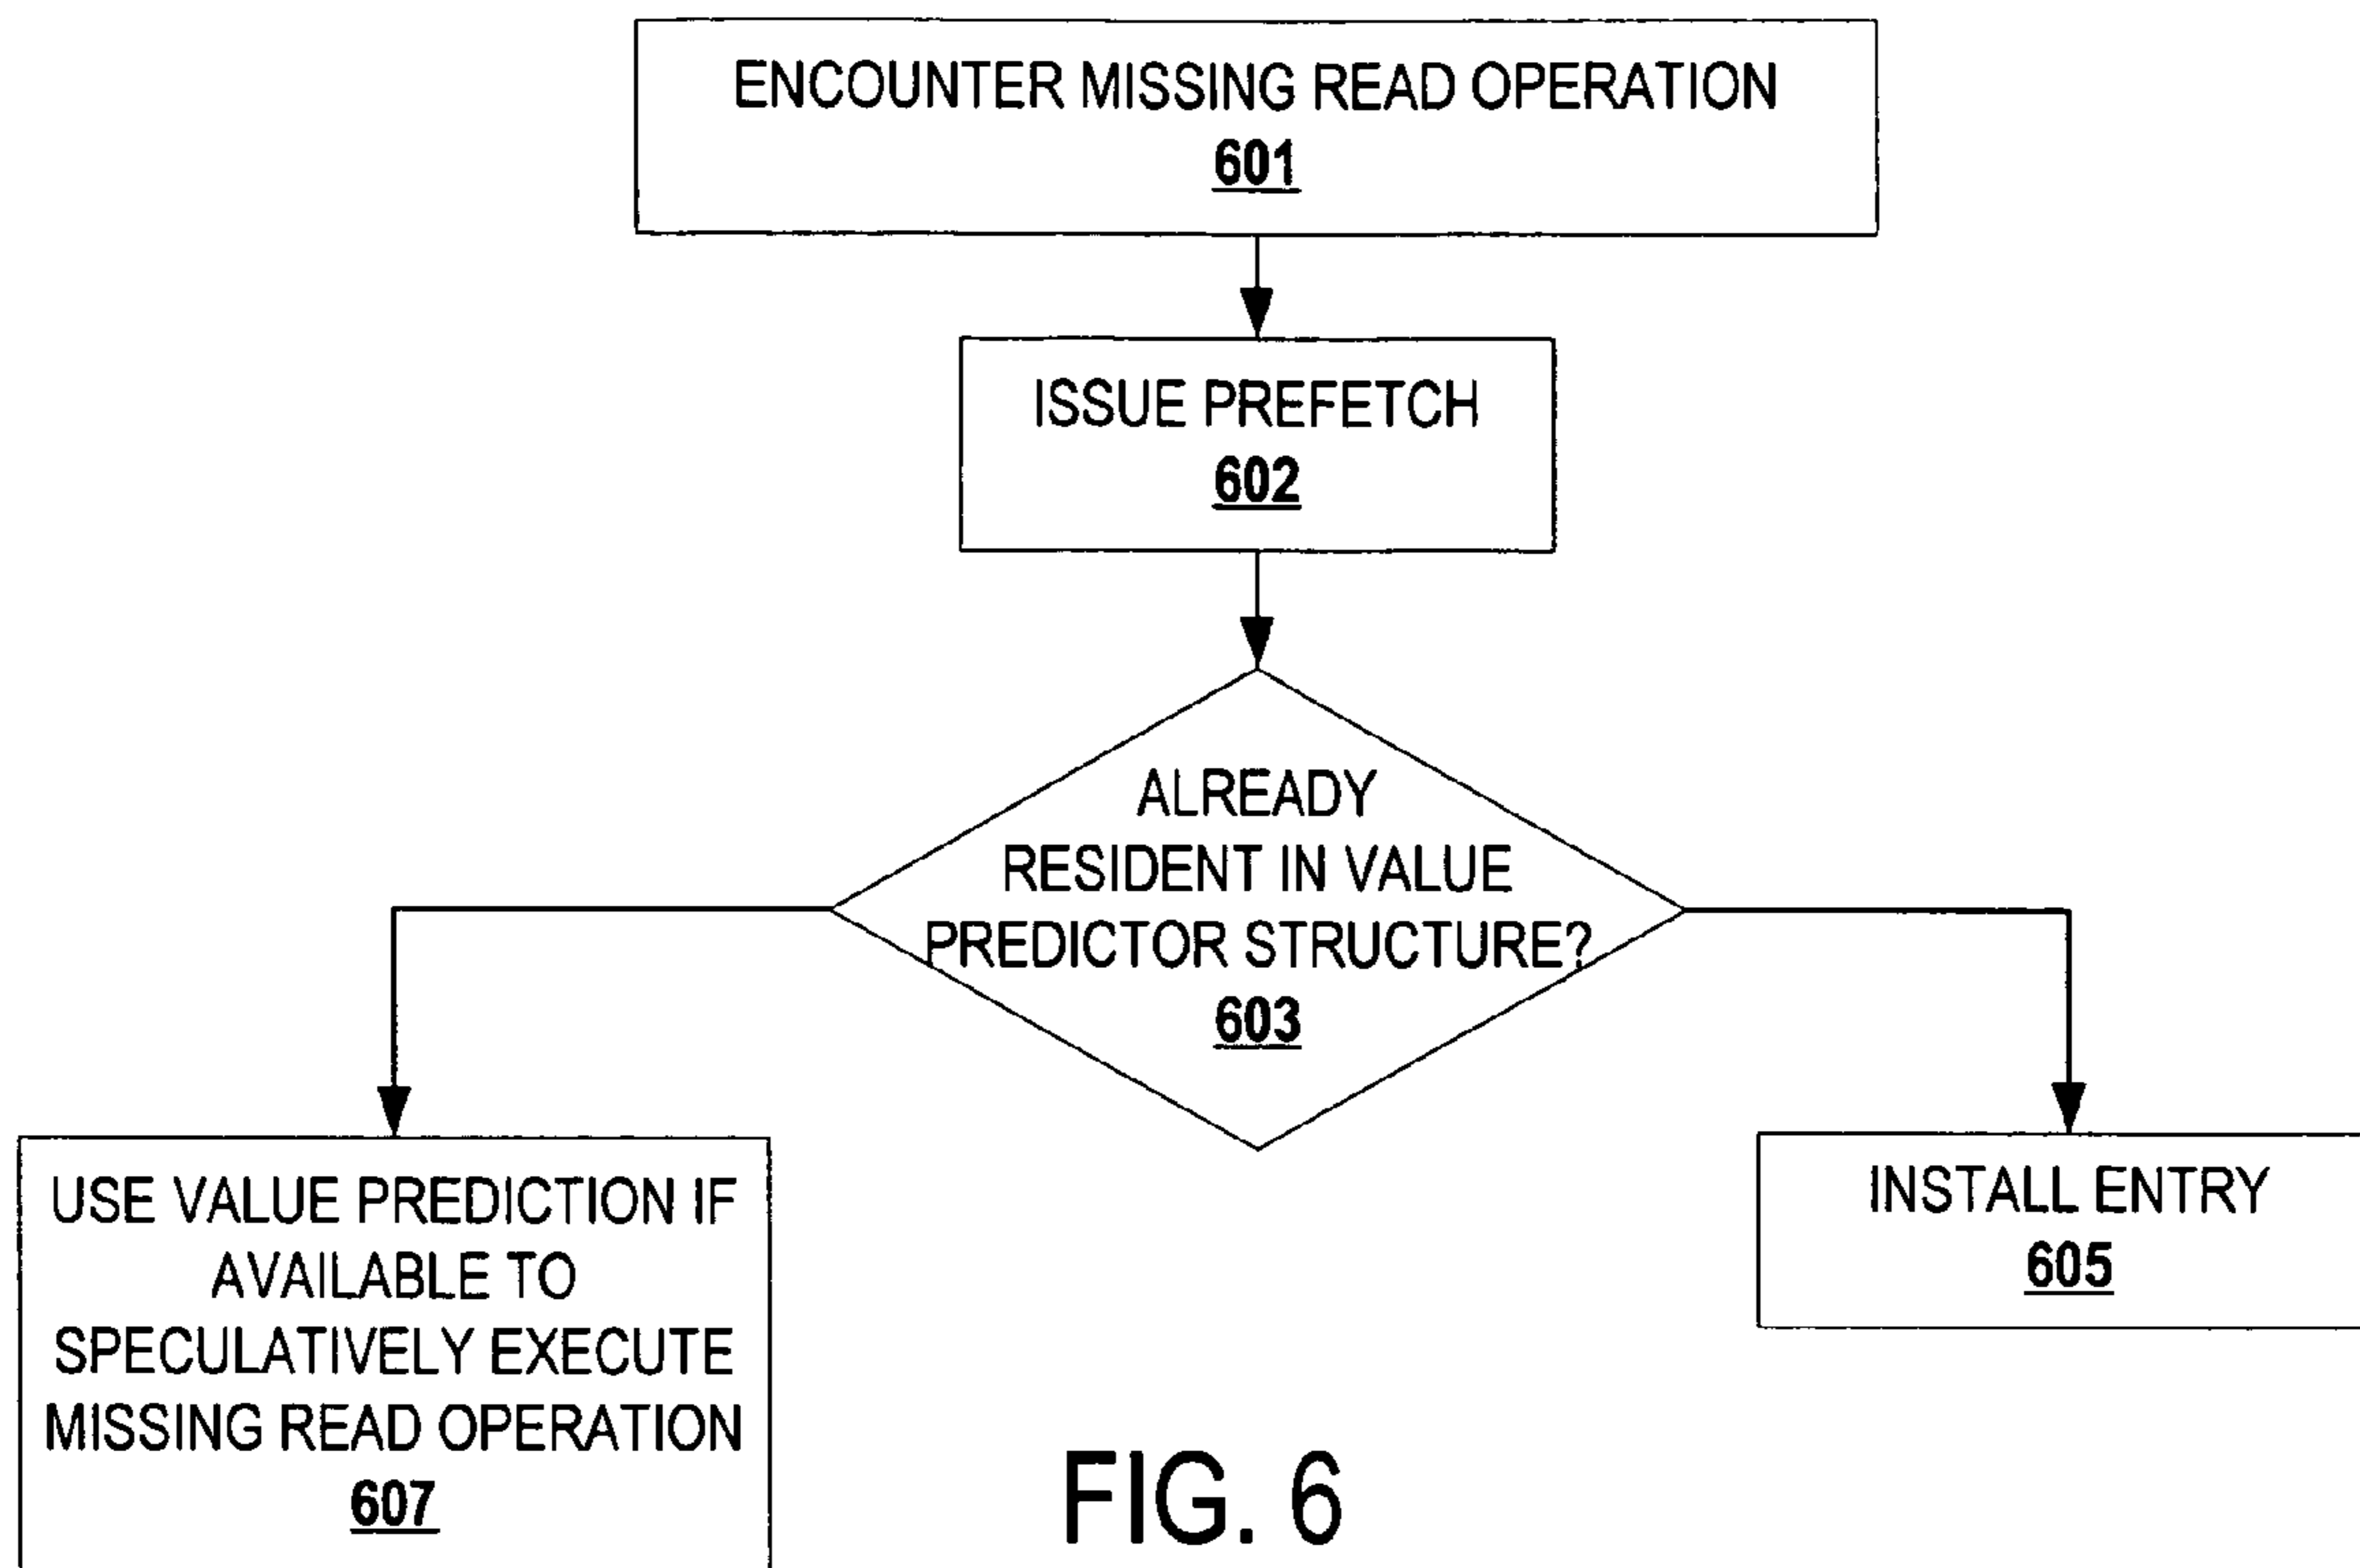 ENCOUNTER MISSING READ OPERATION
601
ISSUE PREFETCH
602
ALREADY
RESIDENT IN VALUE
PREDICTOR STRUCTURE?
603
USE VALUE PREDICTION IF
AVAILABLE TO
SPECULATIVELY EXECUTE
MISSING READ OPERATION
607
INSTALL ENTRY
605
FIG. 6